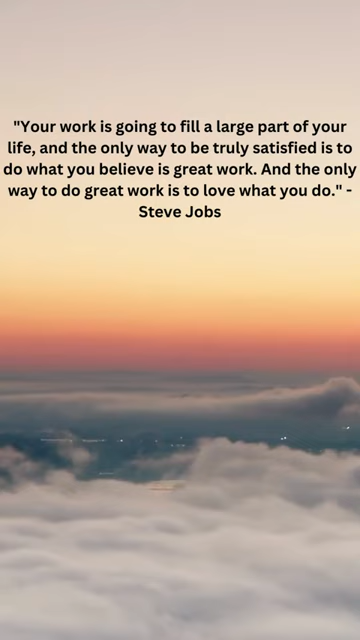 "Your work is going to fill a large part of your
life, and the only way to be truly satisfied is to
do what you believe is great work. And the only
way to do great work is to love what you do." -
Steve Jobs